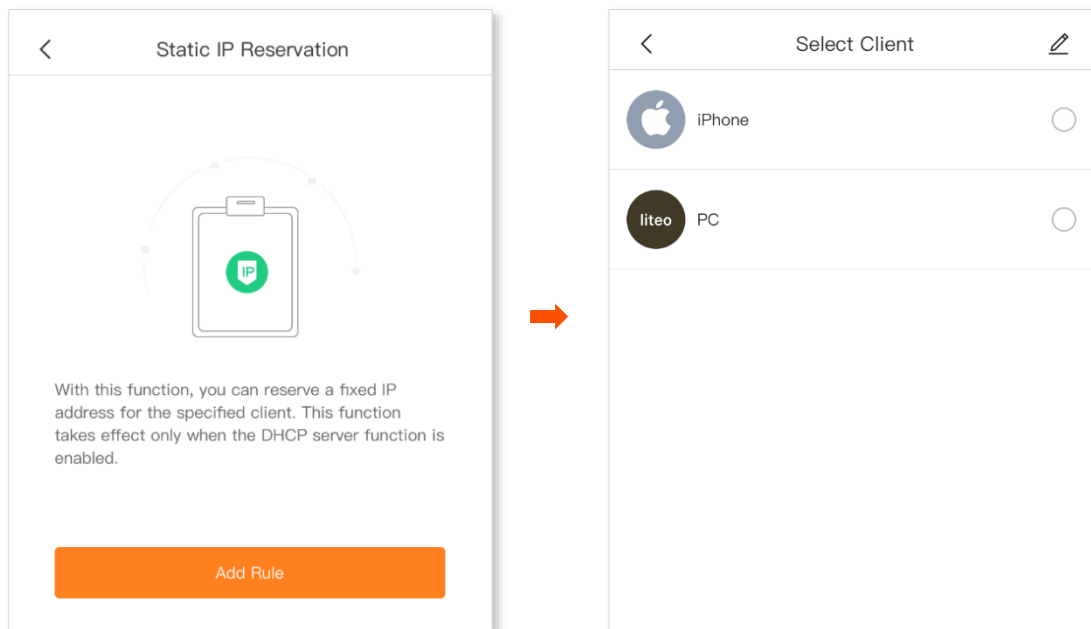 Static IP Reservation
IP
With this function, you can reserve a fixed IP
address for the specified client. This function
takes effect only when the DHCP server function is
enabled.
Add Rule
Select Client
iPhone
liteo
PC